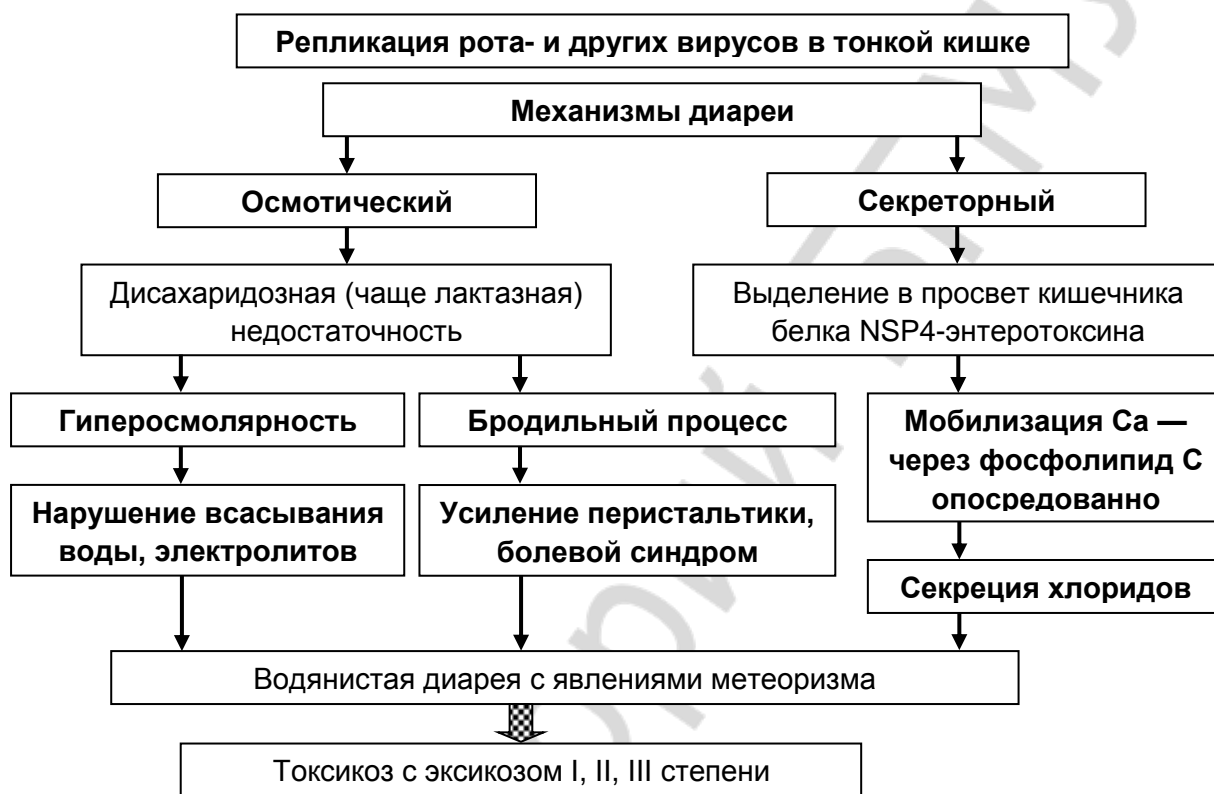 Репликация рота- и других вирусов в тонкой кишке
Механизмы диареи
Осмотический
Секреторный
Дисахаридозная (чаще лактазная)
недостаточность
Выделение в просвет кишечника
белка NSP4-энтеротоксина
Гиперосмолярность
Бродильный процесс
Мобилизация Ca —
через фосфолипид С
опосредованно
Нарушение всасывания
воды, электролитов
Усиление перистальтики,
болевой синдром
Секреция хлоридов
Водянистая диарея с явлениями метеоризма
Токсикоз с эксикозом I, II, III степени